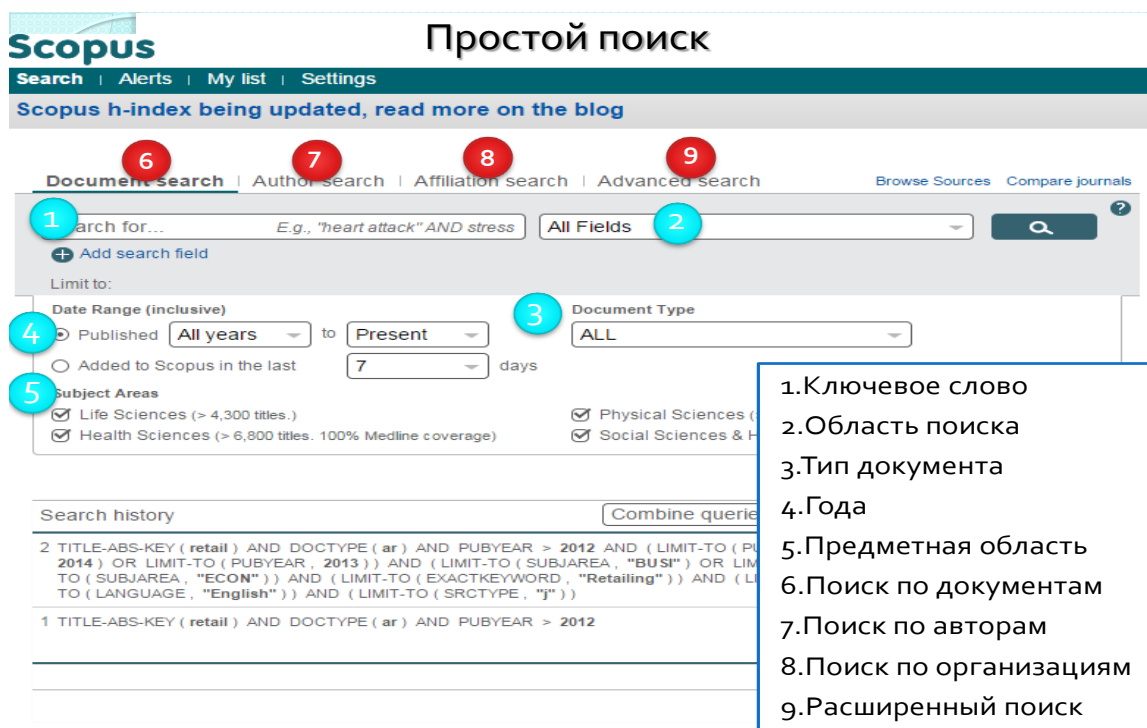 Scopus
Простой поиск
Search | Alerts | My list | Settings
Scopus h-index being updated, read more on the blog
6 7 8 9
Document search | Author search | Affiliation search | Advanced search Browse Sources Compare journals
1 arch for... E.g., "heart attack" AND stress All Fields 2 ?
Add search field
Limit to:
Date Range (inclusive) 3 Document Type
4 Published All years to Present ALL
Added to Scopus in the last 7 days
5 Subject Areas
Life Sciences (> 4,300 titles.) Physical Sciences (
Health Sciences (> 6,800 titles. 100% Medline coverage) Social Sciences & H
Search history Combine querie
2 TITLE-ABS-KEY ( retail ) AND DOCTYPE ( ar ) AND PUBYEAR > 2012 AND ( LIMIT-TO ( PU
2014 ) OR LIMIT-TO ( PUBYEAR , 2013 ) ) AND ( LIMIT-TO ( SUBJAREA , "BUSI" ) OR LIM
TO ( SUBJAREA , "ECON" ) ) AND ( LIMIT-TO ( EXACTKEYWORD , "Retailing" ) ) AND ( LI
TO ( LANGUAGE , "English" ) ) AND ( LIMIT-TO ( SRCTYPE , "j" ) )
1 TITLE-ABS-KEY ( retail ) AND DOCTYPE ( ar ) AND PUBYEAR > 2012
1.Ключевое слово
2.Область поиска
3.Тип документа
4.Года
5.Предметная область
6.Поиск по документам
7.Поиск по авторам
8.Поиск по организациям
9.Расширенный поиск